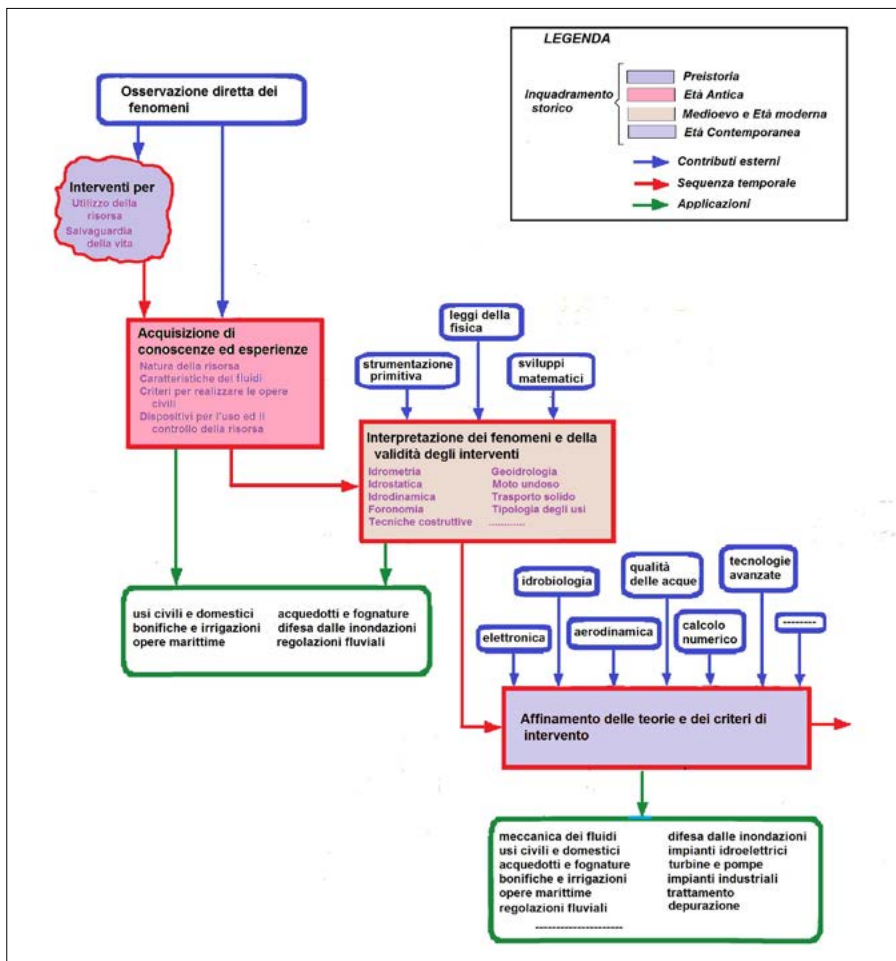 LEGENDA
Inquadramento
storico
Preistoria
Età Antica
Medioevo e Età moderna
Età Contemporanea
Contributi esterni
Sequenza temporale
Applicazioni
Osservazione diretta dei
fenomeni
Interventi per
Utilizzo della
risorsa
Salvaguardia
della vita
Acquisizione di
conoscenze ed esperienze
Natura della risorsa
Caratteristiche dei fluidi
Criteri per realizzare le opere
civili
Dispositivi per l'uso ed il
controllo della risorsa
strumentazione
primitiva
leggi della
fisica
sviluppi
matematici
Interpretazione dei fenomeni e della
validità degli interventi
Idrometria
Idrostatica
Idrodinamica
Foronomia
Tecniche costruttive
Geoidrologia
Moto undoso
Trasporto solido
Tipologia degli usi
............
usi civili e domestici
bonifiche e irrigazioni
opere marittime
acquedotti e fognature
difesa dalle inondazioni
regolazioni fluviali
elettronica
idrobiologia
aerodinamica
qualità
delle acque
calcolo
numerico
tecnologie
avanzate
--------
Affinamento delle teorie e dei criteri di
intervento
meccanica dei fluidi
usi civili e domestici
acquedotti e fognature
bonifiche e irrigazioni
opere marittime
regolazioni fluviali
----------------------
difesa dalle inondazioni
impianti idroelettrici
turbine e pompe
impianti industriali
trattamento
depurazione